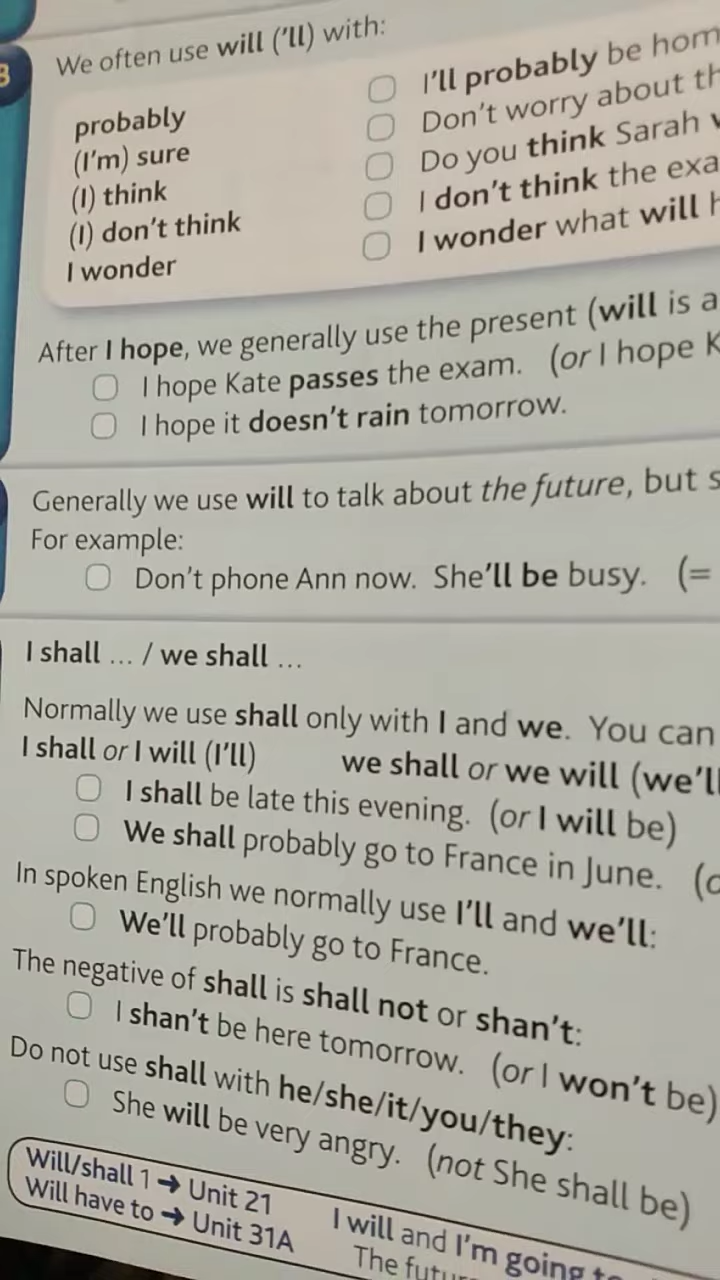 We often use will ('ll) with:
probably
(I'm) sure
(I) think
(I) don't think
I wonder
I'll probably be
Don't worry about
Do you think Sarah
I don't think the
I wonder what will
After I hope, we generally use the present (will is a
I hope Kate passes the exam. (or I hope
I hope it doesn't rain tomorrow.
Generally we use will to talk about the future, but
For example:
Don't phone Ann now. She'll be busy. (=
I shall ... / we shall ...
Normally we use shall only with I and we. You can
I shall or I will (I'll) we shall or we will (we'll
I shall be late this evening. (or I will be)
We shall probably go to France in June.
In spoken English we normally use I'll and we'll:
We'll probably go to France.
The negative of shall is shall not or shan't:
I shan't be here tomorrow. (or I won't be)
Do not use shall with he/she/it/you/they:
She will be very angry. (not She shall be)
Will/shall 1 → Unit 21
Will have to → Unit 31A
I will and I'm going
The